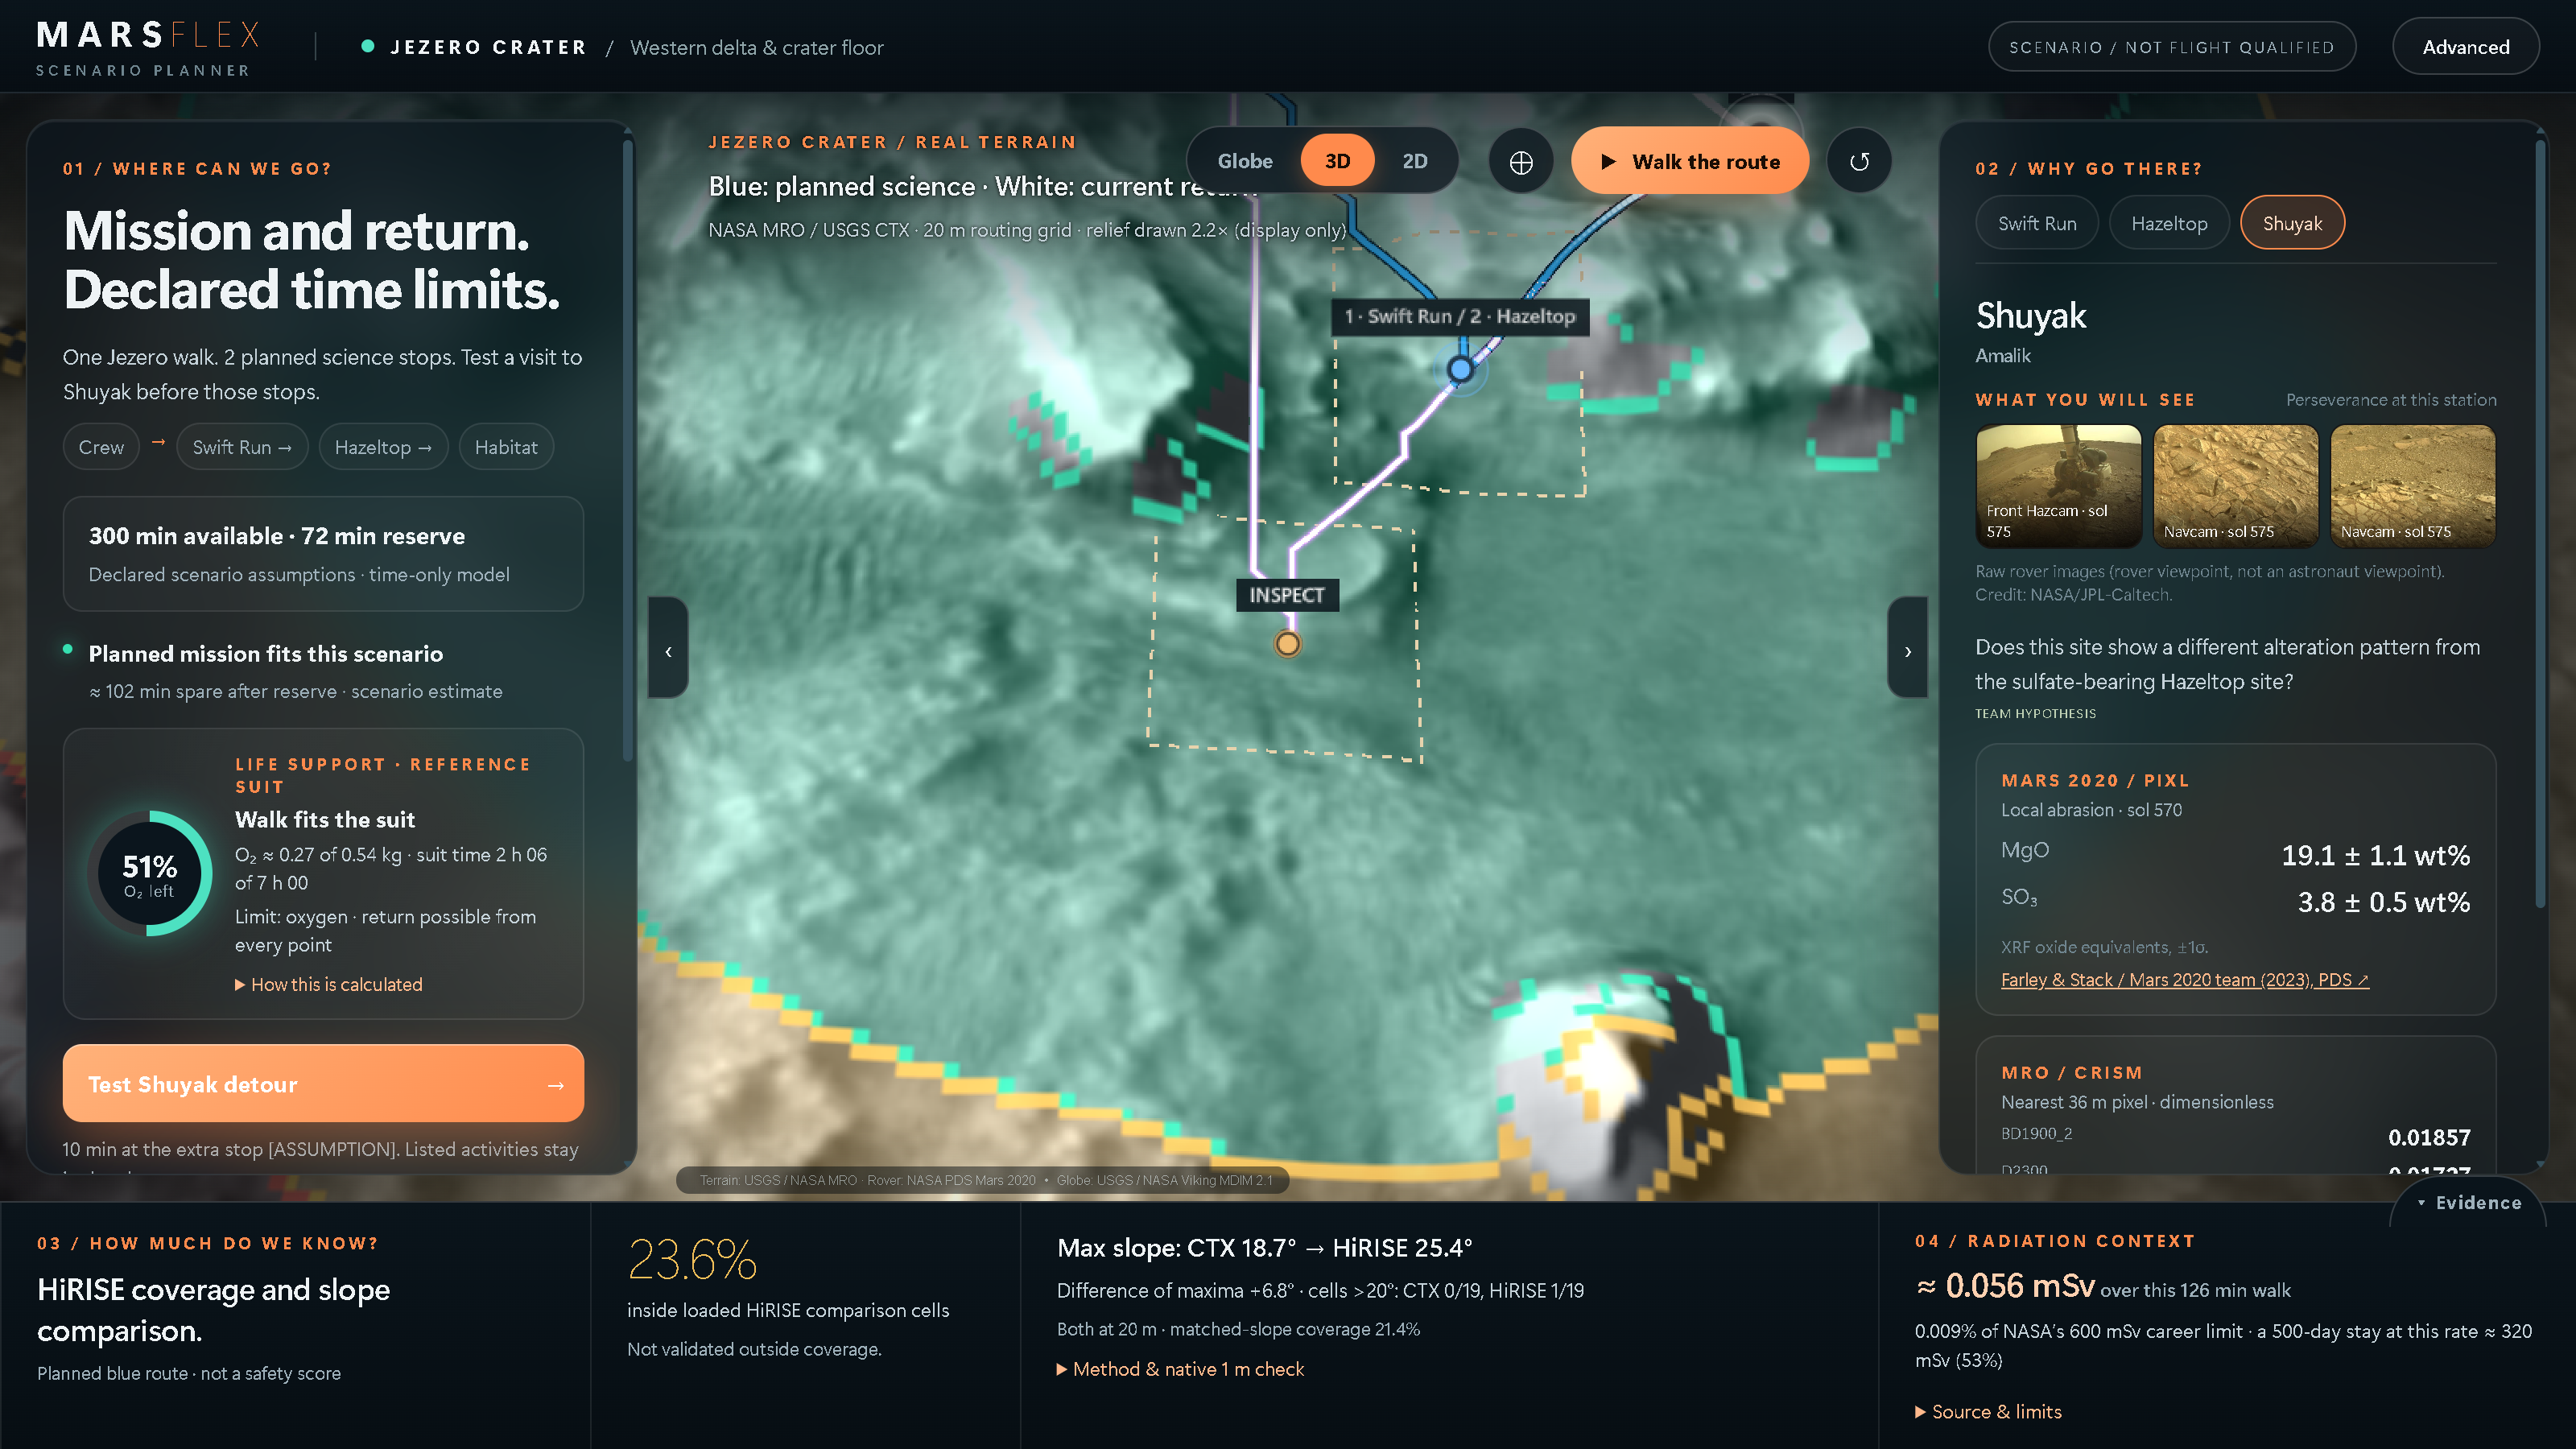 MARSFLEX
SCENARIO PLANNER
JEZERO CRATER / Western delta & crater floor
SCENARIO / NOT FLIGHT QUALIFIED
Advanced
01 / WHERE CAN WE GO?
Mission and return.
Declared time limits.
One Jezero walk. 2 planned science stops. Test a visit to
Shuyak before those stops.
Crew → Swift Run → Hazeltop → Habitat
300 min available · 72 min reserve
Declared scenario assumptions · time-only model
Planned mission fits this scenario
≈ 102 min spare after reserve · scenario estimate
LIFE SUPPORT · REFERENCE
SUIT
Walk fits the suit
51%
O₂ left
O₂ ≈ 0.27 of 0.54 kg · suit time 2 h 06
of 7 h 00
Limit: oxygen · return possible from
every point
▶ How this is calculated
Test Shuyak detour →
10 min at the extra stop [ASSUMPTION]. Listed activities stay
JEZERO CRATER / REAL TERRAIN
Blue: planned science · White: current
NASA MRO / USGS CTX · 20 m routing grid · relief drawn 2.2× (display only)
Globe 3D 2D
▶ Walk the route
1 · Swift Run / 2 · Hazeltop
INSPECT
‹
›
Terrain: USGS / NASA MRO · Rover: NASA PDS Mars 2020 • Globe: USGS / NASA Viking MDIM 2.1
02 / WHY GO THERE?
Swift Run Hazeltop Shuyak
Shuyak
Amalik
WHAT YOU WILL SEE Perseverance at this station
Front Hazcam · sol
575
Navcam · sol 575
Navcam · sol 575
Raw rover images (rover viewpoint, not an astronaut viewpoint).
Credit: NASA/JPL-Caltech.
Does this site show a different alteration pattern from
the sulfate-bearing Hazeltop site?
TEAM HYPOTHESIS
MARS 2020 / PIXL
Local abrasion · sol 570
MgO 19.1 ± 1.1 wt%
SO₃ 3.8 ± 0.5 wt%
XRF oxide equivalents, ±1σ.
Farley & Stack / Mars 2020 team (2023), PDS ↗
MRO / CRISM
Nearest 36 m pixel · dimensionless
BD1900_2 0.01857
D2300
▾ Evidence
03 / HOW MUCH DO WE KNOW?
HiRISE coverage and slope
comparison.
Planned blue route · not a safety score
23.6%
inside loaded HiRISE comparison cells
Not validated outside coverage.
Max slope: CTX 18.7° → HiRISE 25.4°
Difference of maxima +6.8° · cells >20°: CTX 0/19, HiRISE 1/19
Both at 20 m · matched-slope coverage 21.4%
▶ Method & native 1 m check
04 / RADIATION CONTEXT
≈ 0.056 mSv over this 126 min walk
0.009% of NASA's 600 mSv career limit · a 500-day stay at this rate ≈ 320
mSv (53%)
▶ Source & limits